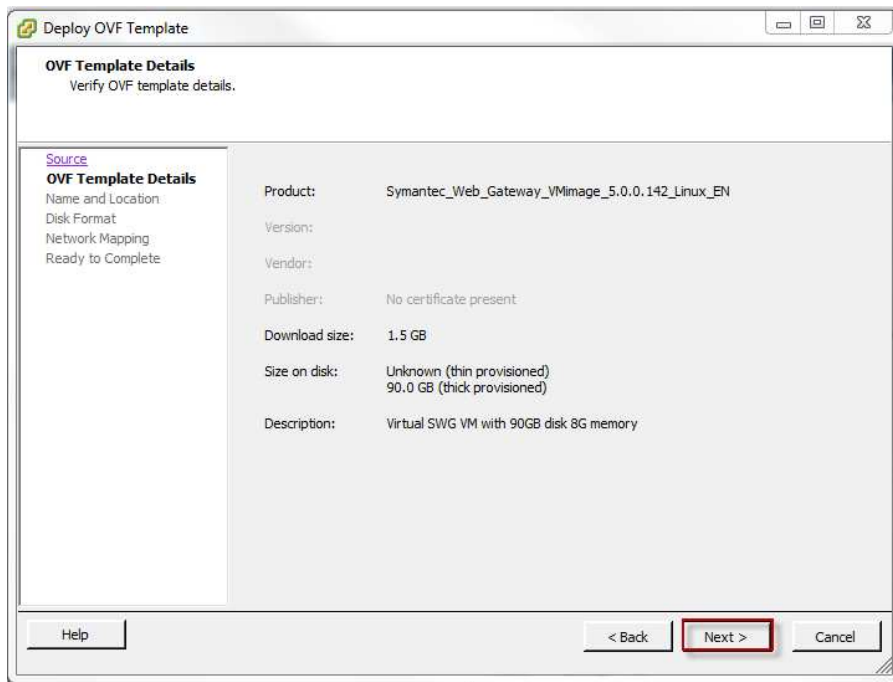 Deploy OVF Template
OVF Template Details
Verify OVF template details.
Source
OVF Template Details
Name and Location
Disk Format
Network Mapping
Ready to Complete
Product: Symantec_Web_Gateway_VMimage_5.0.0.142_Linux_EN
Version:
Vendor:
Publisher: No certificate present
Download size: 1.5 GB
Size on disk: Unknown (thin provisioned)
90.0 GB (thick provisioned)
Description: Virtual SWG VM with 90GB disk 8G memory
Help < Back Next > Cancel